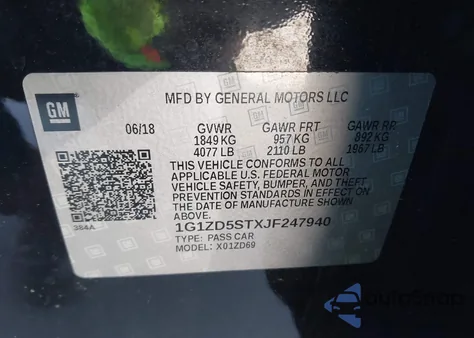 GM
MFD BY GENERAL MOTORS LLC
06/18 GVWR GAWR FRT GAWR RR
1849 KG 957 KG 892 KG
4077 LB 2110 LB 1967 LB
THIS VEHICLE CONFORMS TO ALL
APPLICABLE U.S. FEDERAL MOTOR
VEHICLE SAFETY, BUMPER, AND THEFT
PREVENTION STANDARDS IN EFFECT ON
THE DATE OF MANUFACTURE SHOWN ABOVE.
384A
1G1ZD5STXJF247940
TYPE: PASS CAR
MODEL: X01ZD69
AutoSnap